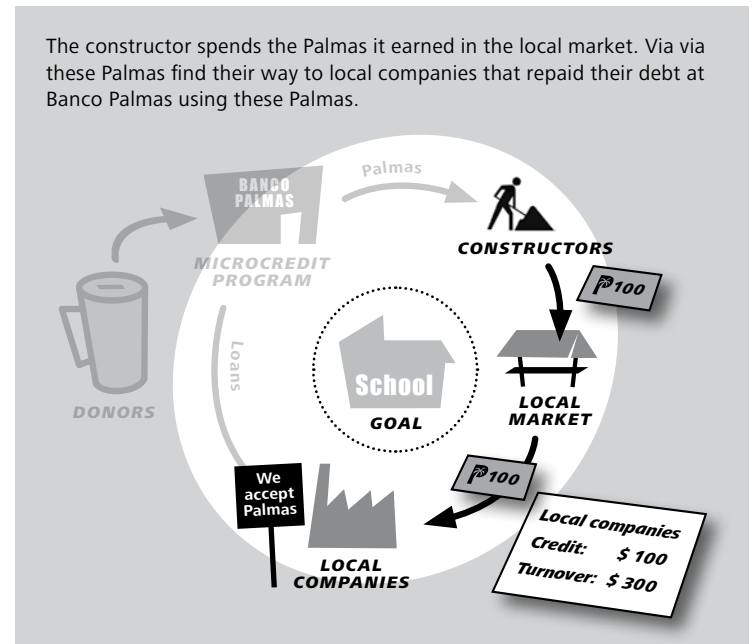 The constructor spends the Palmas it earned in the local market. Via via
these Palmas find their way to local companies that repaid their debt at
Banco Palmas using these Palmas.
BANCO
PALMAS
Palmas
MICROCREDIT
PROGRAM
CONSTRUCTORS
P100
Loans
School
GOAL
DONORS
LOCAL
MARKET
P100
We
accept
Palmas
LOCAL
COMPANIES
Local companies
Credit: $ 100
Turnover: $ 300